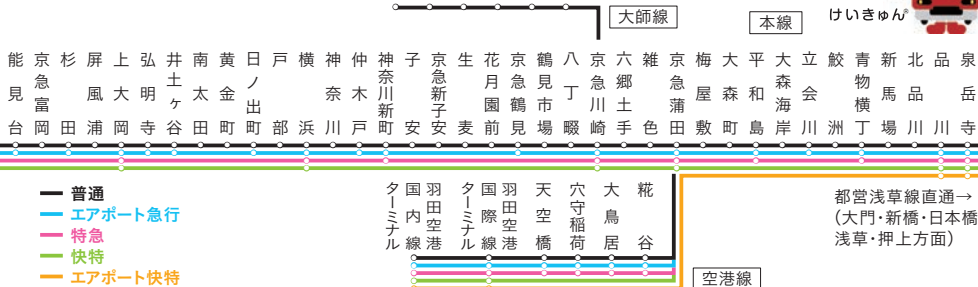 大師線
本線
けいきゅん®
能見台
京急富岡
杉田
屏風浦
上大岡
弘明寺
井土ヶ谷
南太田
黄金町
日ノ出町
戸部
横浜
神奈川
仲木戸
神奈川新町
子安
京急新子安
生麦
花月園前
京急鶴見
鶴見市場
八丁畷
京急川崎
六郷土手
雑色
京急蒲田
梅屋敷
大森町
平和島
大森海岸
立会川
鮫洲
青物横丁
新馬場
北品川
品川
泉岳寺
普通
エアポート急行
特急
快特
エアポート快特
羽田空港
国内線
ターミナル
羽田空港
国際線
ターミナル
天空橋
穴守稲荷
大鳥居
糀谷
空港線
都営浅草線直通→
(大門・新橋・日本橋
浅草・押上方面)